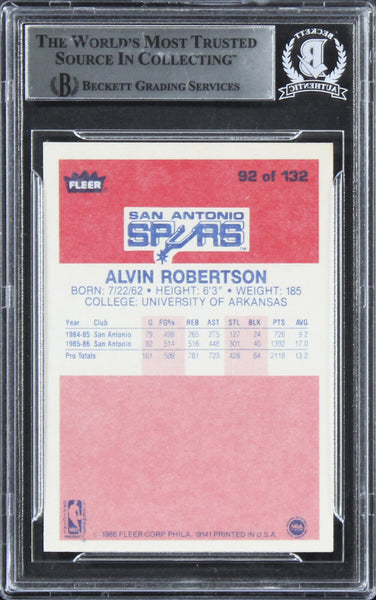 THE WORLD'S MOST TRUSTED
SOURCE IN COLLECTING™
BECKETT GRADING SERVICES
BECKETT
AUTHENTIC
FLEER
92 of 132
SAN ANTONIO
SPURS
ALVIN ROBERTSON
BORN: 7/22/62 • HEIGHT: 6'3" • WEIGHT: 185
COLLEGE: UNIVERSITY OF ARKANSAS
Year Club G FG% REB AST STL BLK PTS AVG
1984-85 San Antonio 79 .498 265 275 127 24 726 9.2
1985-86 San Antonio 82 .514 516 448 301 40 1392 17.0
Pro Totals 161 .509 781 723 428 64 2118 13.2
NBA
© 1986 FLEER CORP. PHILA. 19141 PRINTED IN U.S.A.